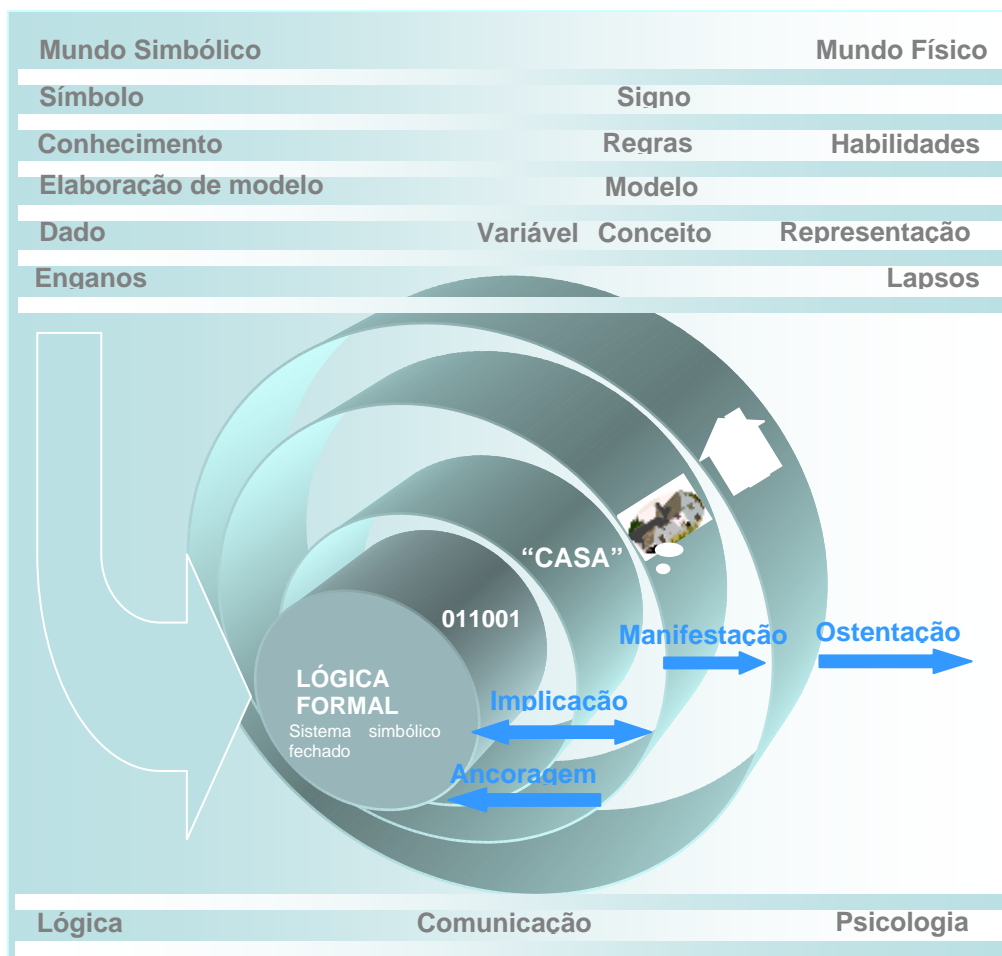 Mundo Simbólico Mundo Físico
Símbolo Signo
Conhecimento Regras Habilidades
Elaboração de modelo Modelo
Dado Variável Conceito Representação
Enganos Lapsos
“CASA”
011001
Manifestação Ostentação
LÓGICA
FORMAL
Sistema simbólico
fechado
Implicação
Ancoragem
Lógica Comunicação Psicologia